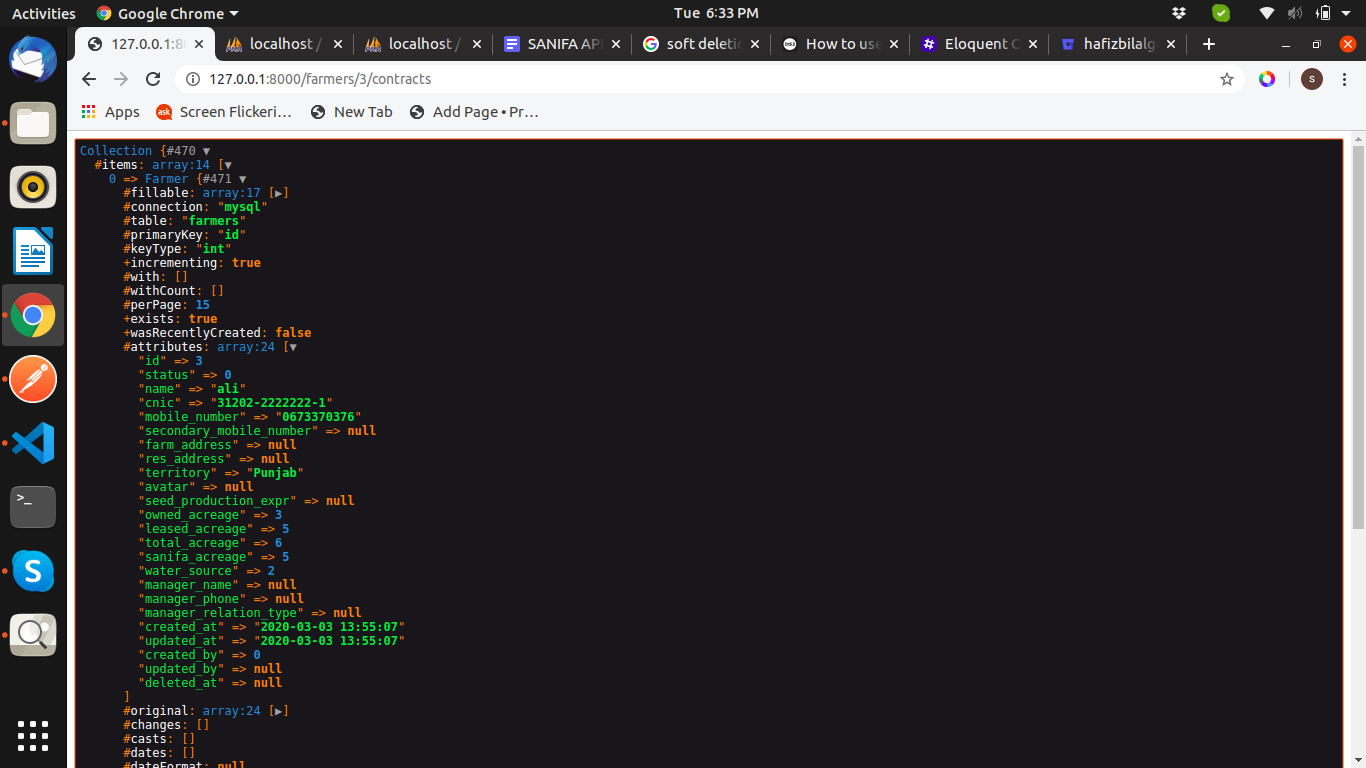 Activities Google Chrome Tue 6:33 PM
127.0.0.1:8 localhost / localhost / SANIFA AP soft deleti How to use Eloquent C hafizbilalg
127.0.0.1:8000/farmers/3/contracts S
Apps ask Screen Flickeri… New Tab Add Page • Pr…
Collection {#470 ▼
#items: array:14 [▼
0 => Farmer {#471 ▼
#fillable: array:17 [▶]
#connection: "mysql"
#table: "farmers"
#primaryKey: "id"
#keyType: "int"
+incrementing: true
#with: []
#withCount: []
#perPage: 15
+exists: true
+wasRecentlyCreated: false
#attributes: array:24 [▼
"id" => 3
"status" => 0
"name" => "ali"
"cnic" => "31202-2222222-1"
"mobile_number" => "0673370376"
"secondary_mobile_number" => null
"farm_address" => null
"res_address" => null
"territory" => "Punjab"
"avatar" => null
"seed_production_expr" => null
"owned_acreage" => 3
"leased_acreage" => 5
"total_acreage" => 6
"sanifa_acreage" => 5
"water_source" => 2
"manager_name" => null
"manager_phone" => null
"manager_relation_type" => null
"created_at" => "2020-03-03 13:55:07"
"updated_at" => "2020-03-03 13:55:07"
"created_by" => 0
"updated_by" => null
"deleted_at" => null
]
#original: array:24 [▶]
#changes: []
#casts: []
#dates: []
#dateFormat: null